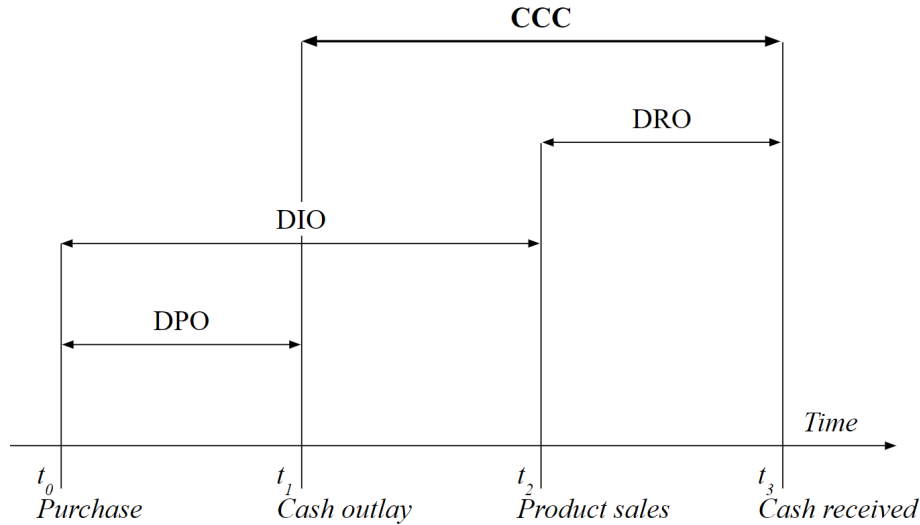 CCC
DRO
DIO
DPO
Time
t0 t1 t2 t3
Purchase Cash outlay Product sales Cash received